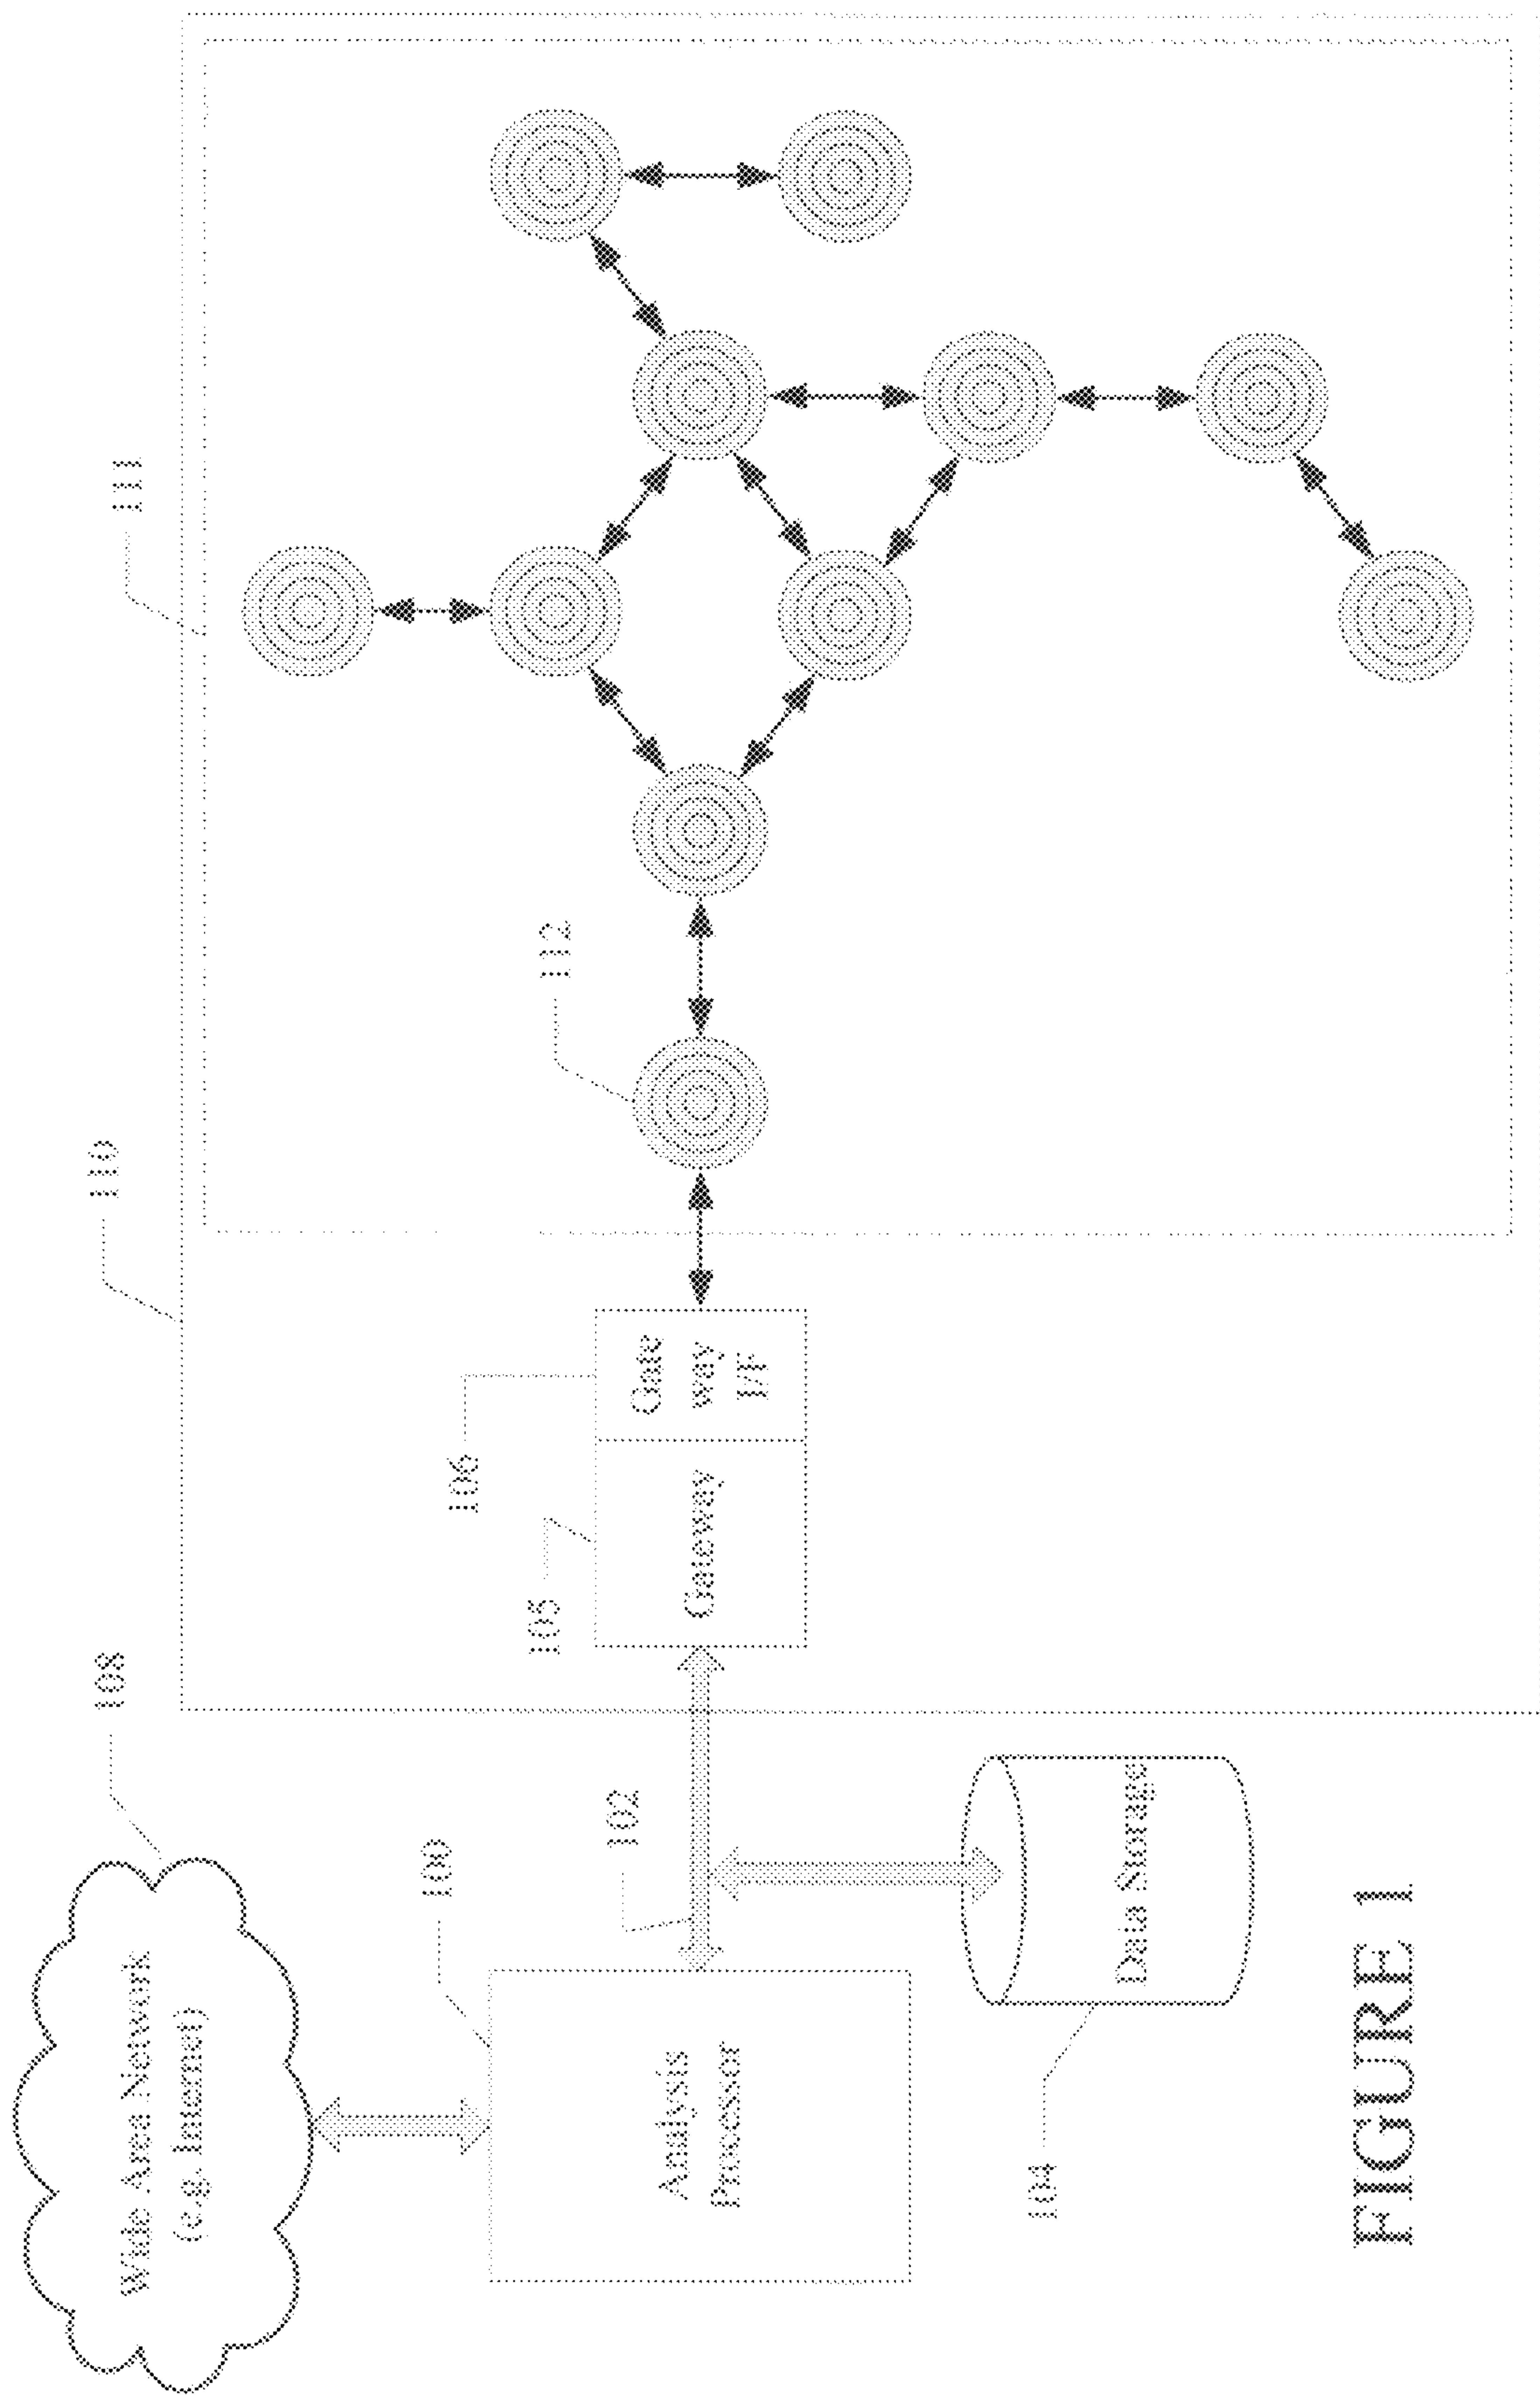 108
Wide Area Network
(e.g. Internet)
110
111
100
Analysis
Processor
102
105
Gateway
106
Gate
way
I/F
112
104
Data Storage
FIGURE 1